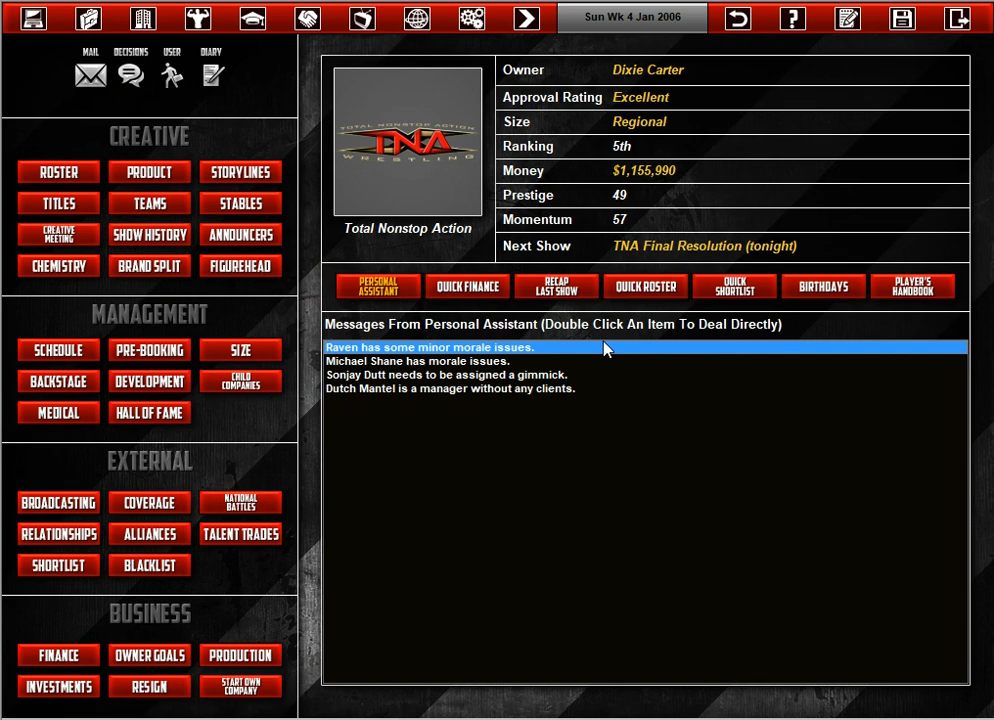 Sun Wk 4 Jan 2006
MAIL DECISIONS USER DIARY
CREATIVE
ROSTER PRODUCT STORYLINES
TITLES TEAMS STABLES
CREATIVE MEETING SHOW HISTORY ANNOUNCERS
CHEMISTRY BRAND SPLIT FIGUREHEAD
MANAGEMENT
SCHEDULE PRE-BOOKING SIZE
BACKSTAGE DEVELOPMENT CHILD COMPANIES
MEDICAL HALL OF FAME
EXTERNAL
BROADCASTING COVERAGE NATIONAL BATTLES
RELATIONSHIPS ALLIANCES TALENT TRADES
SHORTLIST BLACKLIST
BUSINESS
FINANCE OWNER GOALS PRODUCTION
INVESTMENTS RESIGN START OWN COMPANY
TOTAL NONSTOP ACTION
TNA
WRESTLING
Total Nonstop Action
Owner Dixie Carter
Approval Rating Excellent
Size Regional
Ranking 5th
Money $1,155,990
Prestige 49
Momentum 57
Next Show TNA Final Resolution (tonight)
PERSONAL ASSISTANT QUICK FINANCE RECAP LAST SHOW QUICK ROSTER QUICK SHORTLIST BIRTHDAYS PLAYER'S HANDBOOK
Messages From Personal Assistant (Double Click An Item To Deal Directly)
Raven has some minor morale issues.
Michael Shane has morale issues.
Sonjay Dutt needs to be assigned a gimmick.
Dutch Mantel is a manager without any clients.